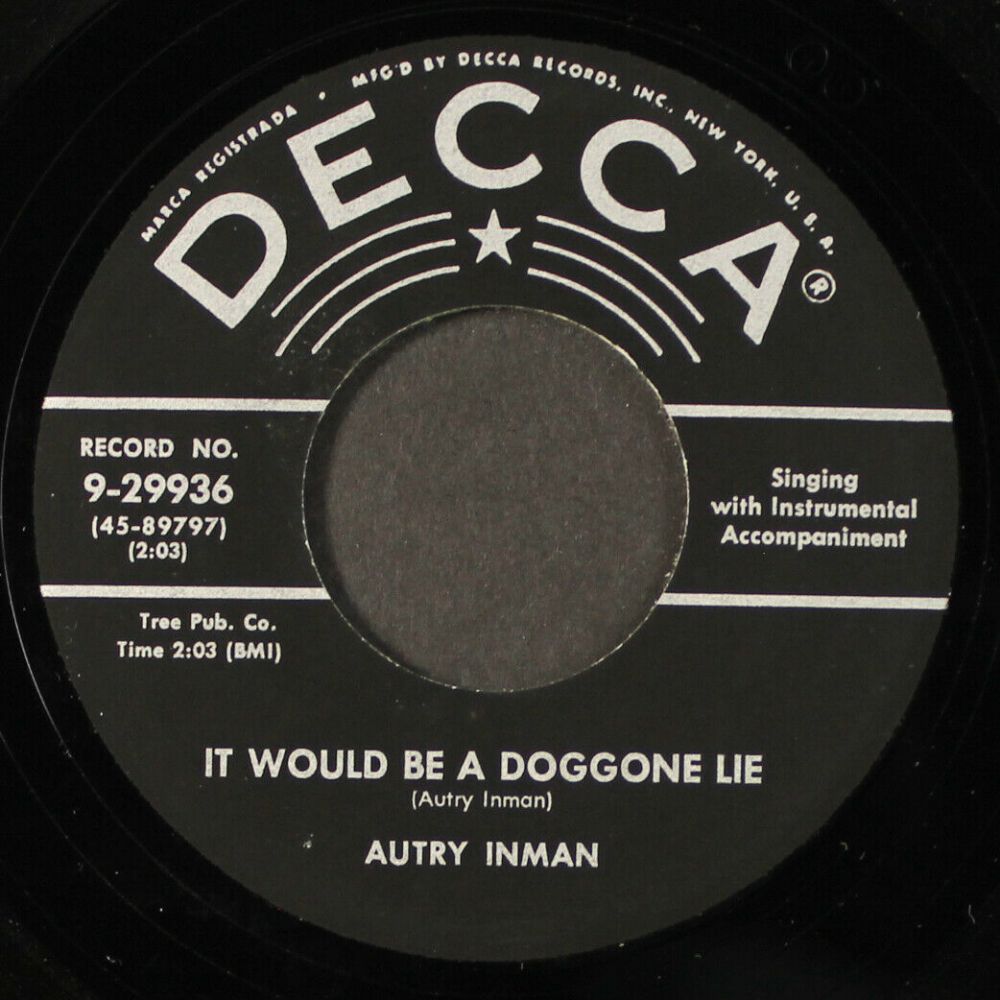 MARCA REGISTRADA • MFG'D BY DECCA RECORDS, INC., NEW YORK, U. S. A.
DECCA®
RECORD NO.
9-29936
(45-89797)
(2:03)
Singing
with Instrumental
Accompaniment
Tree Pub. Co.
Time 2:03 (BMI)
IT WOULD BE A DOGGONE LIE
(Autry Inman)
AUTRY INMAN